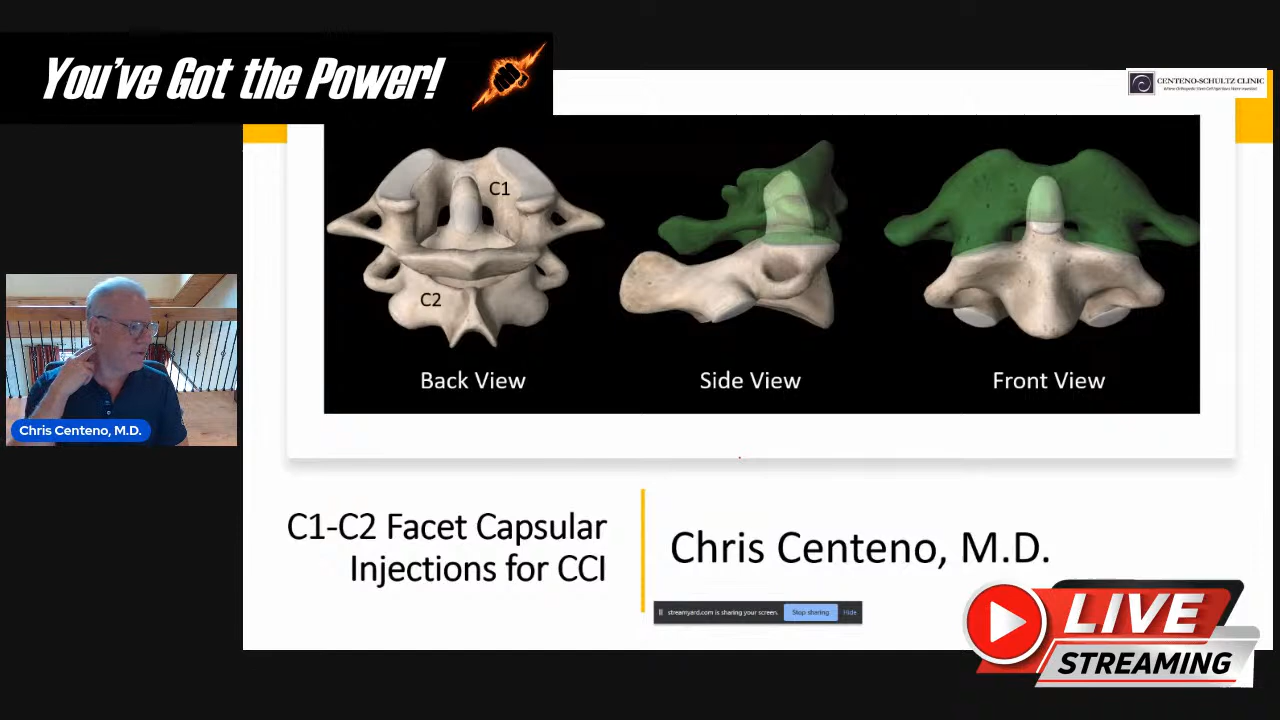 You've Got the Power!
CENTENO-SCHULTZ CLINIC
C1
C2
Back View
Side View
Front View
Chris Centeno, M.D.
C1-C2 Facet Capsular
Injections for CCI
Chris Centeno, M.D.
streamyard.com is sharing your screen.
Stop sharing
Hide
LIVE
STREAMING